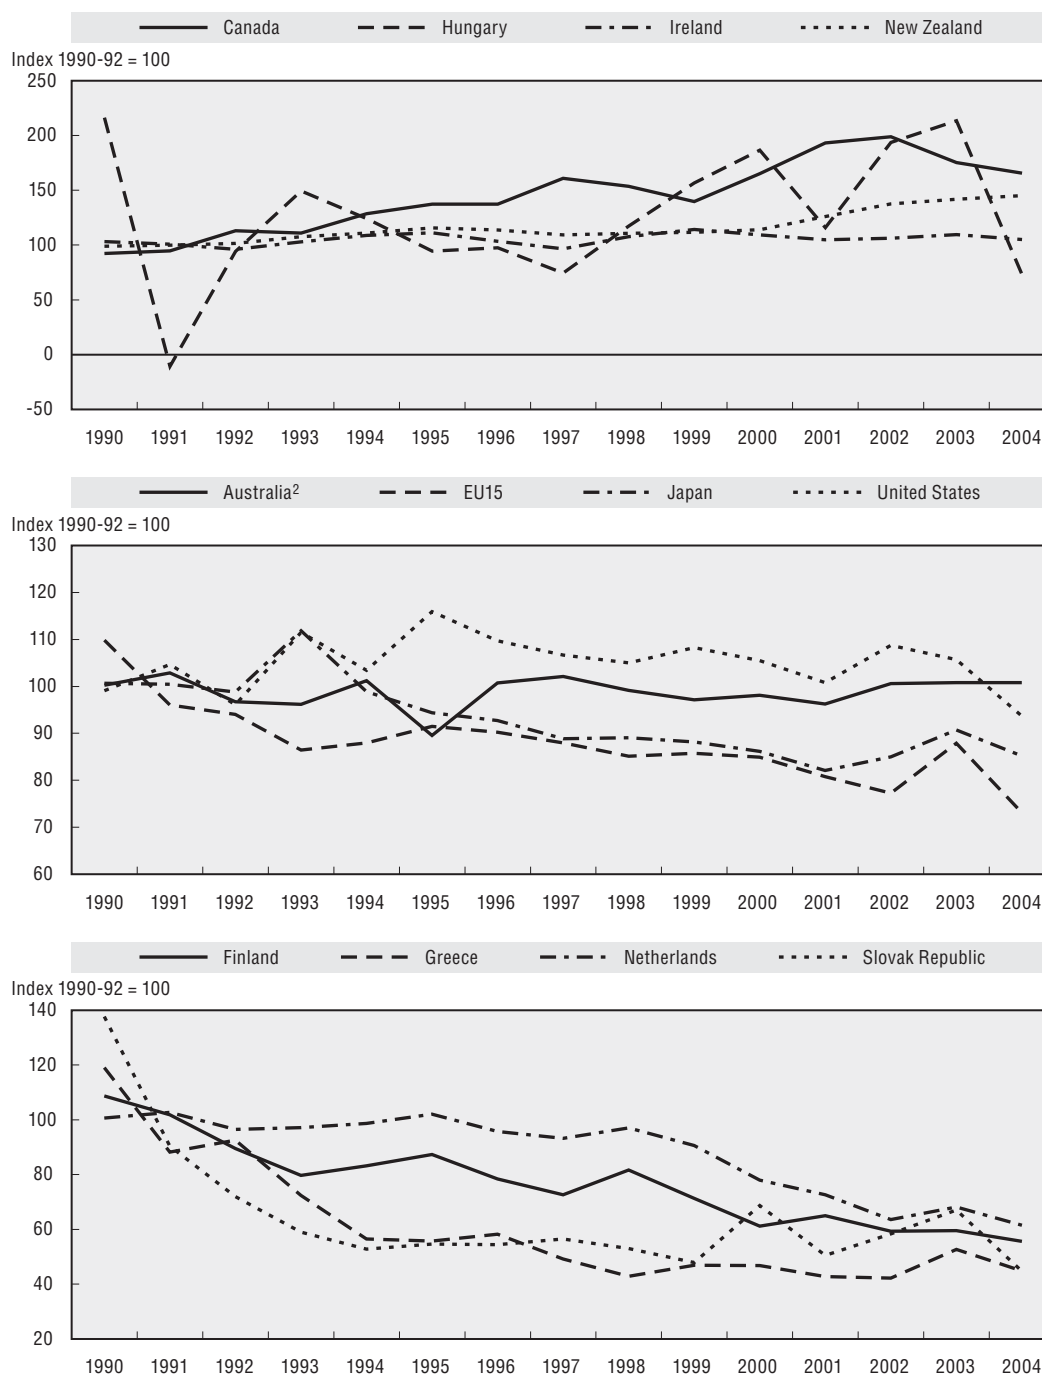 Canada Hungary Ireland New Zealand
Index 1990-92 = 100
250
200
150
100
50
0
-50
1990 1991 1992 1993 1994 1995 1996 1997 1998 1999 2000 2001 2002 2003 2004
Australia2 EU15 Japan United States
Index 1990-92 = 100
130
120
110
100
90
80
70
60
1990 1991 1992 1993 1994 1995 1996 1997 1998 1999 2000 2001 2002 2003 2004
Finland Greece Netherlands Slovak Republic
Index 1990-92 = 100
140
120
100
80
60
40
20
1990 1991 1992 1993 1994 1995 1996 1997 1998 1999 2000 2001 2002 2003 2004